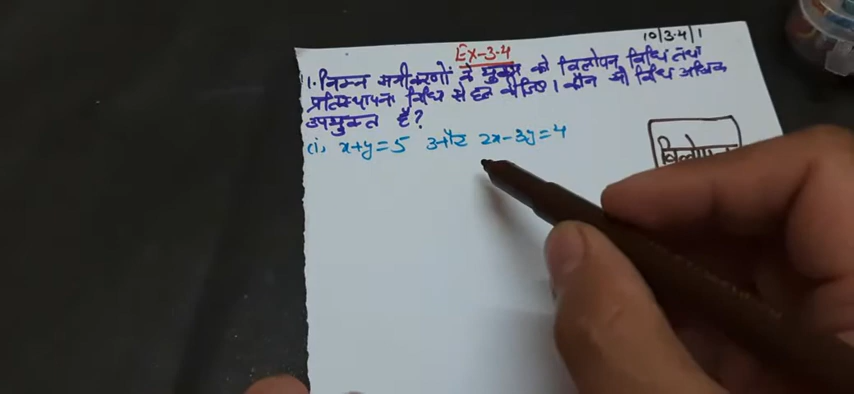 10|3.4|1
Ex-3.4
1. निम्न समीकरणों के युग्म को विलोपन विधि तथा
प्रतिस्थापना विधि से हल कीजिए। कौन सी विधि अधिक
उपयुक्त है?
(i) x+y=5 और 2x-3y=4
विलोपन